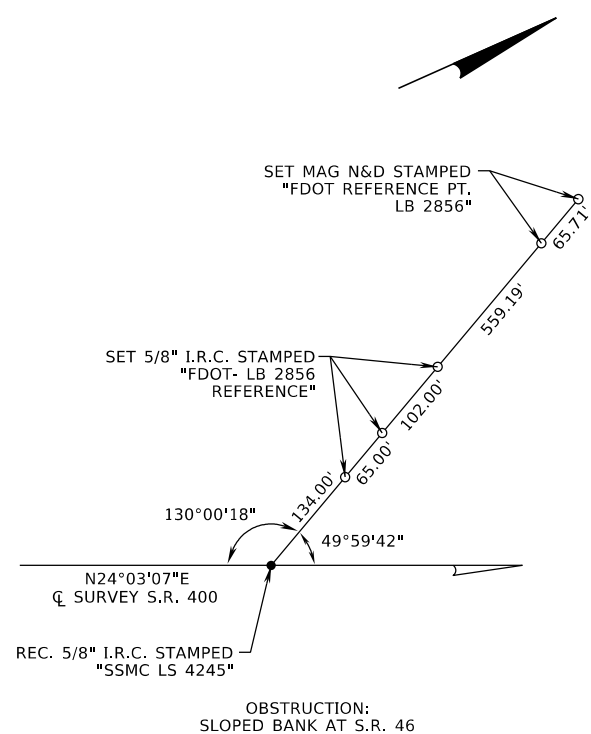 SET MAG N&D STAMPED
"FDOT REFERENCE PT.
LB 2856"
65.71'
559.19'
SET 5/8" I.R.C. STAMPED
"FDOT- LB 2856
REFERENCE"
102.00'
65.00'
134.00'
130°00'18"
49°59'42"
N24°03'07"E
℄ SURVEY S.R. 400
REC. 5/8" I.R.C. STAMPED
"SSMC LS 4245"
OBSTRUCTION:
SLOPED BANK AT S.R. 46